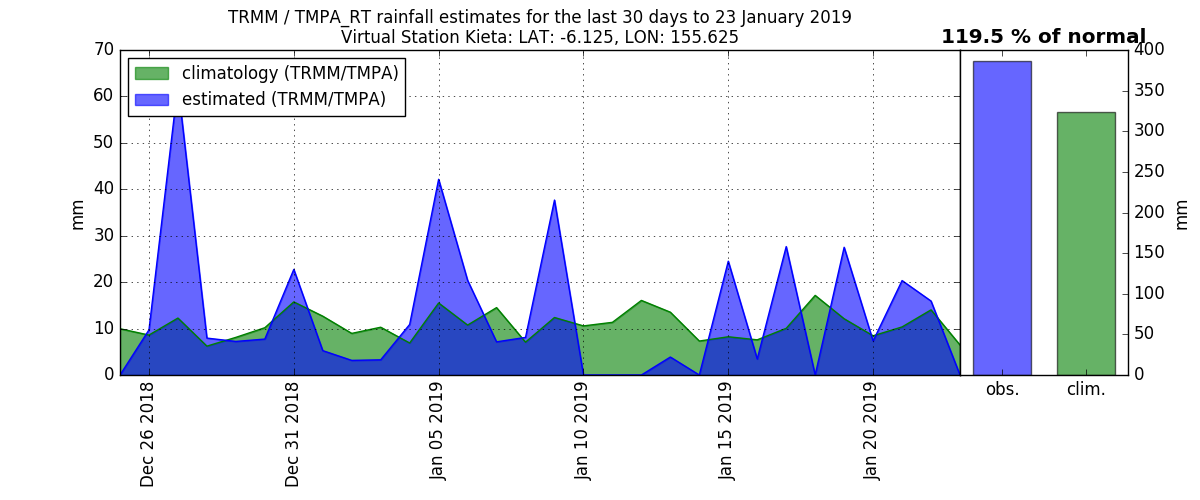 TRMM / TMPA_RT rainfall estimates for the last 30 days to 23 January 2019
Virtual Station Kieta: LAT: -6.125, LON: 155.625
119.5 % of normal
climatology (TRMM/TMPA)
estimated (TRMM/TMPA)
70
60
50
40
30
20
10
0
mm
Dec 26 2018
Dec 31 2018
Jan 05 2019
Jan 10 2019
Jan 15 2019
Jan 20 2019
obs.
clim.
400
350
300
250
200
150
100
50
0
mm